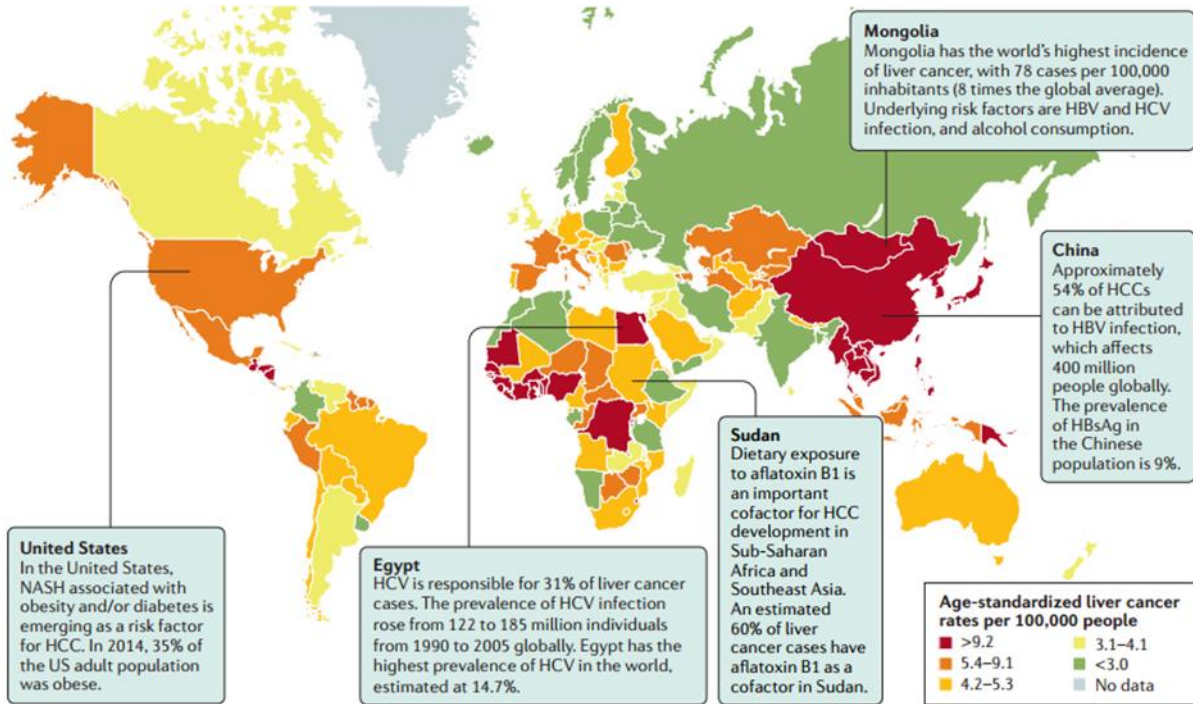 Mongolia
Mongolia has the world's highest incidence
of liver cancer, with 78 cases per 100,000
inhabitants (8 times the global average).
Underlying risk factors are HBV and HCV
infection, and alcohol consumption.
China
Approximately
54% of HCCs
can be attributed
to HBV infection,
which affects
400 million
people globally.
The prevalence
of HBsAg in
the Chinese
population is 9%.
Sudan
Dietary exposure
to aflatoxin B1 is
an important
cofactor for HCC
development in
Sub-Saharan
Africa and
Southeast Asia.
An estimated
60% of liver
cancer cases have
aflatoxin B1 as a
cofactor in Sudan.
United States
In the United States,
NASH associated with
obesity and/or diabetes is
emerging as a risk factor
for HCC. In 2014, 35% of
the US adult population
was obese.
Egypt
HCV is responsible for 31% of liver cancer
cases. The prevalence of HCV infection
rose from 122 to 185 million individuals
from 1990 to 2005 globally. Egypt has the
highest prevalence of HCV in the world,
estimated at 14.7%.
Age-standardized liver cancer
rates per 100,000 people
>9.2
5.4–9.1
4.2–5.3
3.1–4.1
<3.0
No data